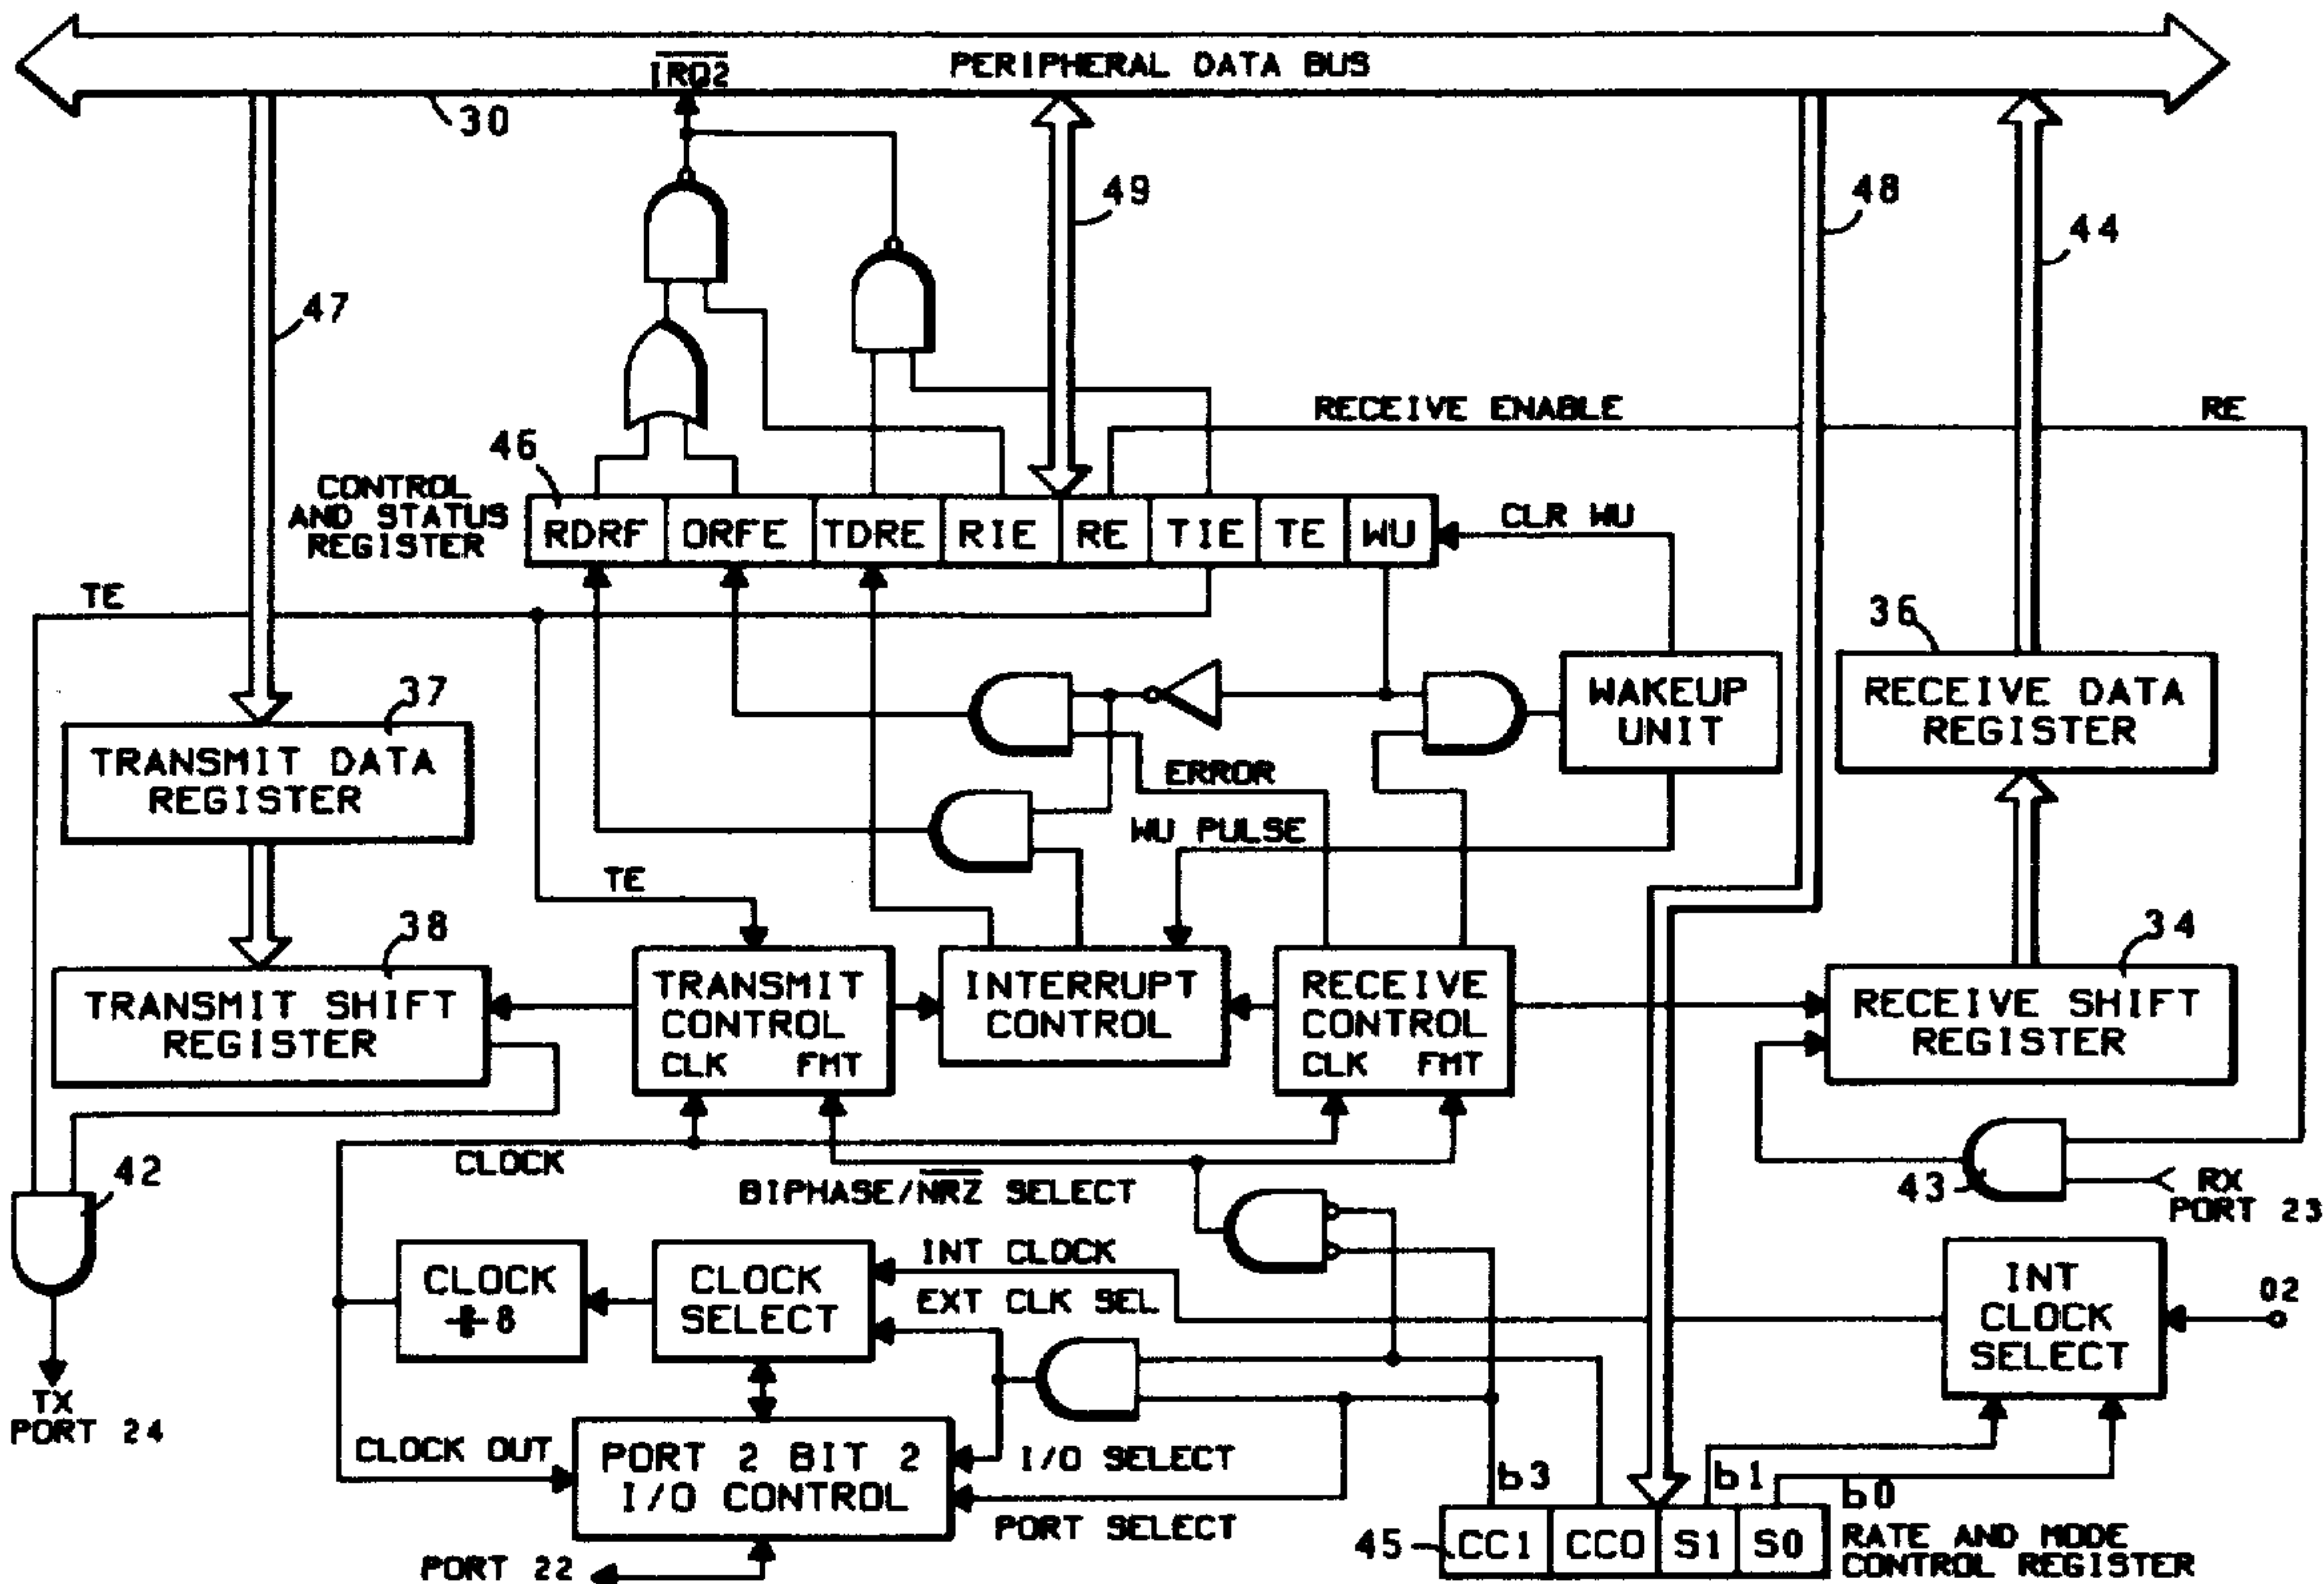 PERIPHERAL DATA BUS
IRQ2
30
49
48
44
47
RECEIVE ENABLE
RE
46
CONTROL
AND STATUS
REGISTER
RDRF ORFE TDRE RIE RE TIE TE WU
CLR WU
TE
36
37
WAKEUP
UNIT
RECEIVE DATA
REGISTER
TRANSMIT DATA
REGISTER
ERROR
WU PULSE
TE
38
34
TRANSMIT SHIFT
REGISTER
TRANSMIT
CONTROL
CLK FMT
INTERRUPT
CONTROL
RECEIVE
CONTROL
CLK FMT
RECEIVE SHIFT
REGISTER
42
CLOCK
BIPHASE/NRZ SELECT
43
RX
PORT 23
CLOCK
÷8
CLOCK
SELECT
INT CLOCK
EXT CLK SEL
INT
CLOCK
SELECT
02
TX
PORT 24
CLOCK OUT
PORT 2 BIT 2
I/O CONTROL
I/O SELECT
PORT SELECT
b3
b1
b0
45
CC1 CC0 S1 S0
RATE AND MODE
CONTROL REGISTER
PORT 22